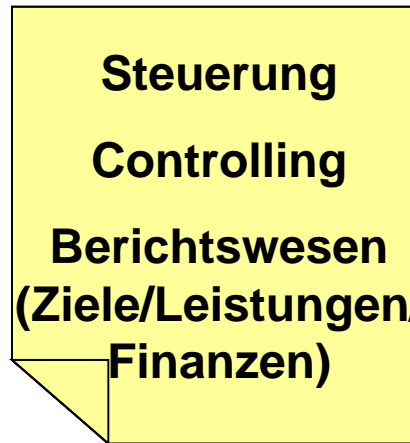 Steuerung
Controlling
Berichtswesen
(Ziele/Leistungen/
Finanzen)